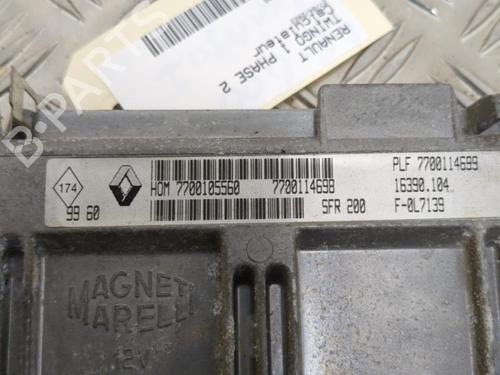 RENAULT
TWINGO 1 PHASE 2
Calculateur
174
99 60
HOM 7700105560 7700114698
SFR 200
PLF 7700114699
16390.104
F-0L7139
MAGNETI
MARELLI
12V